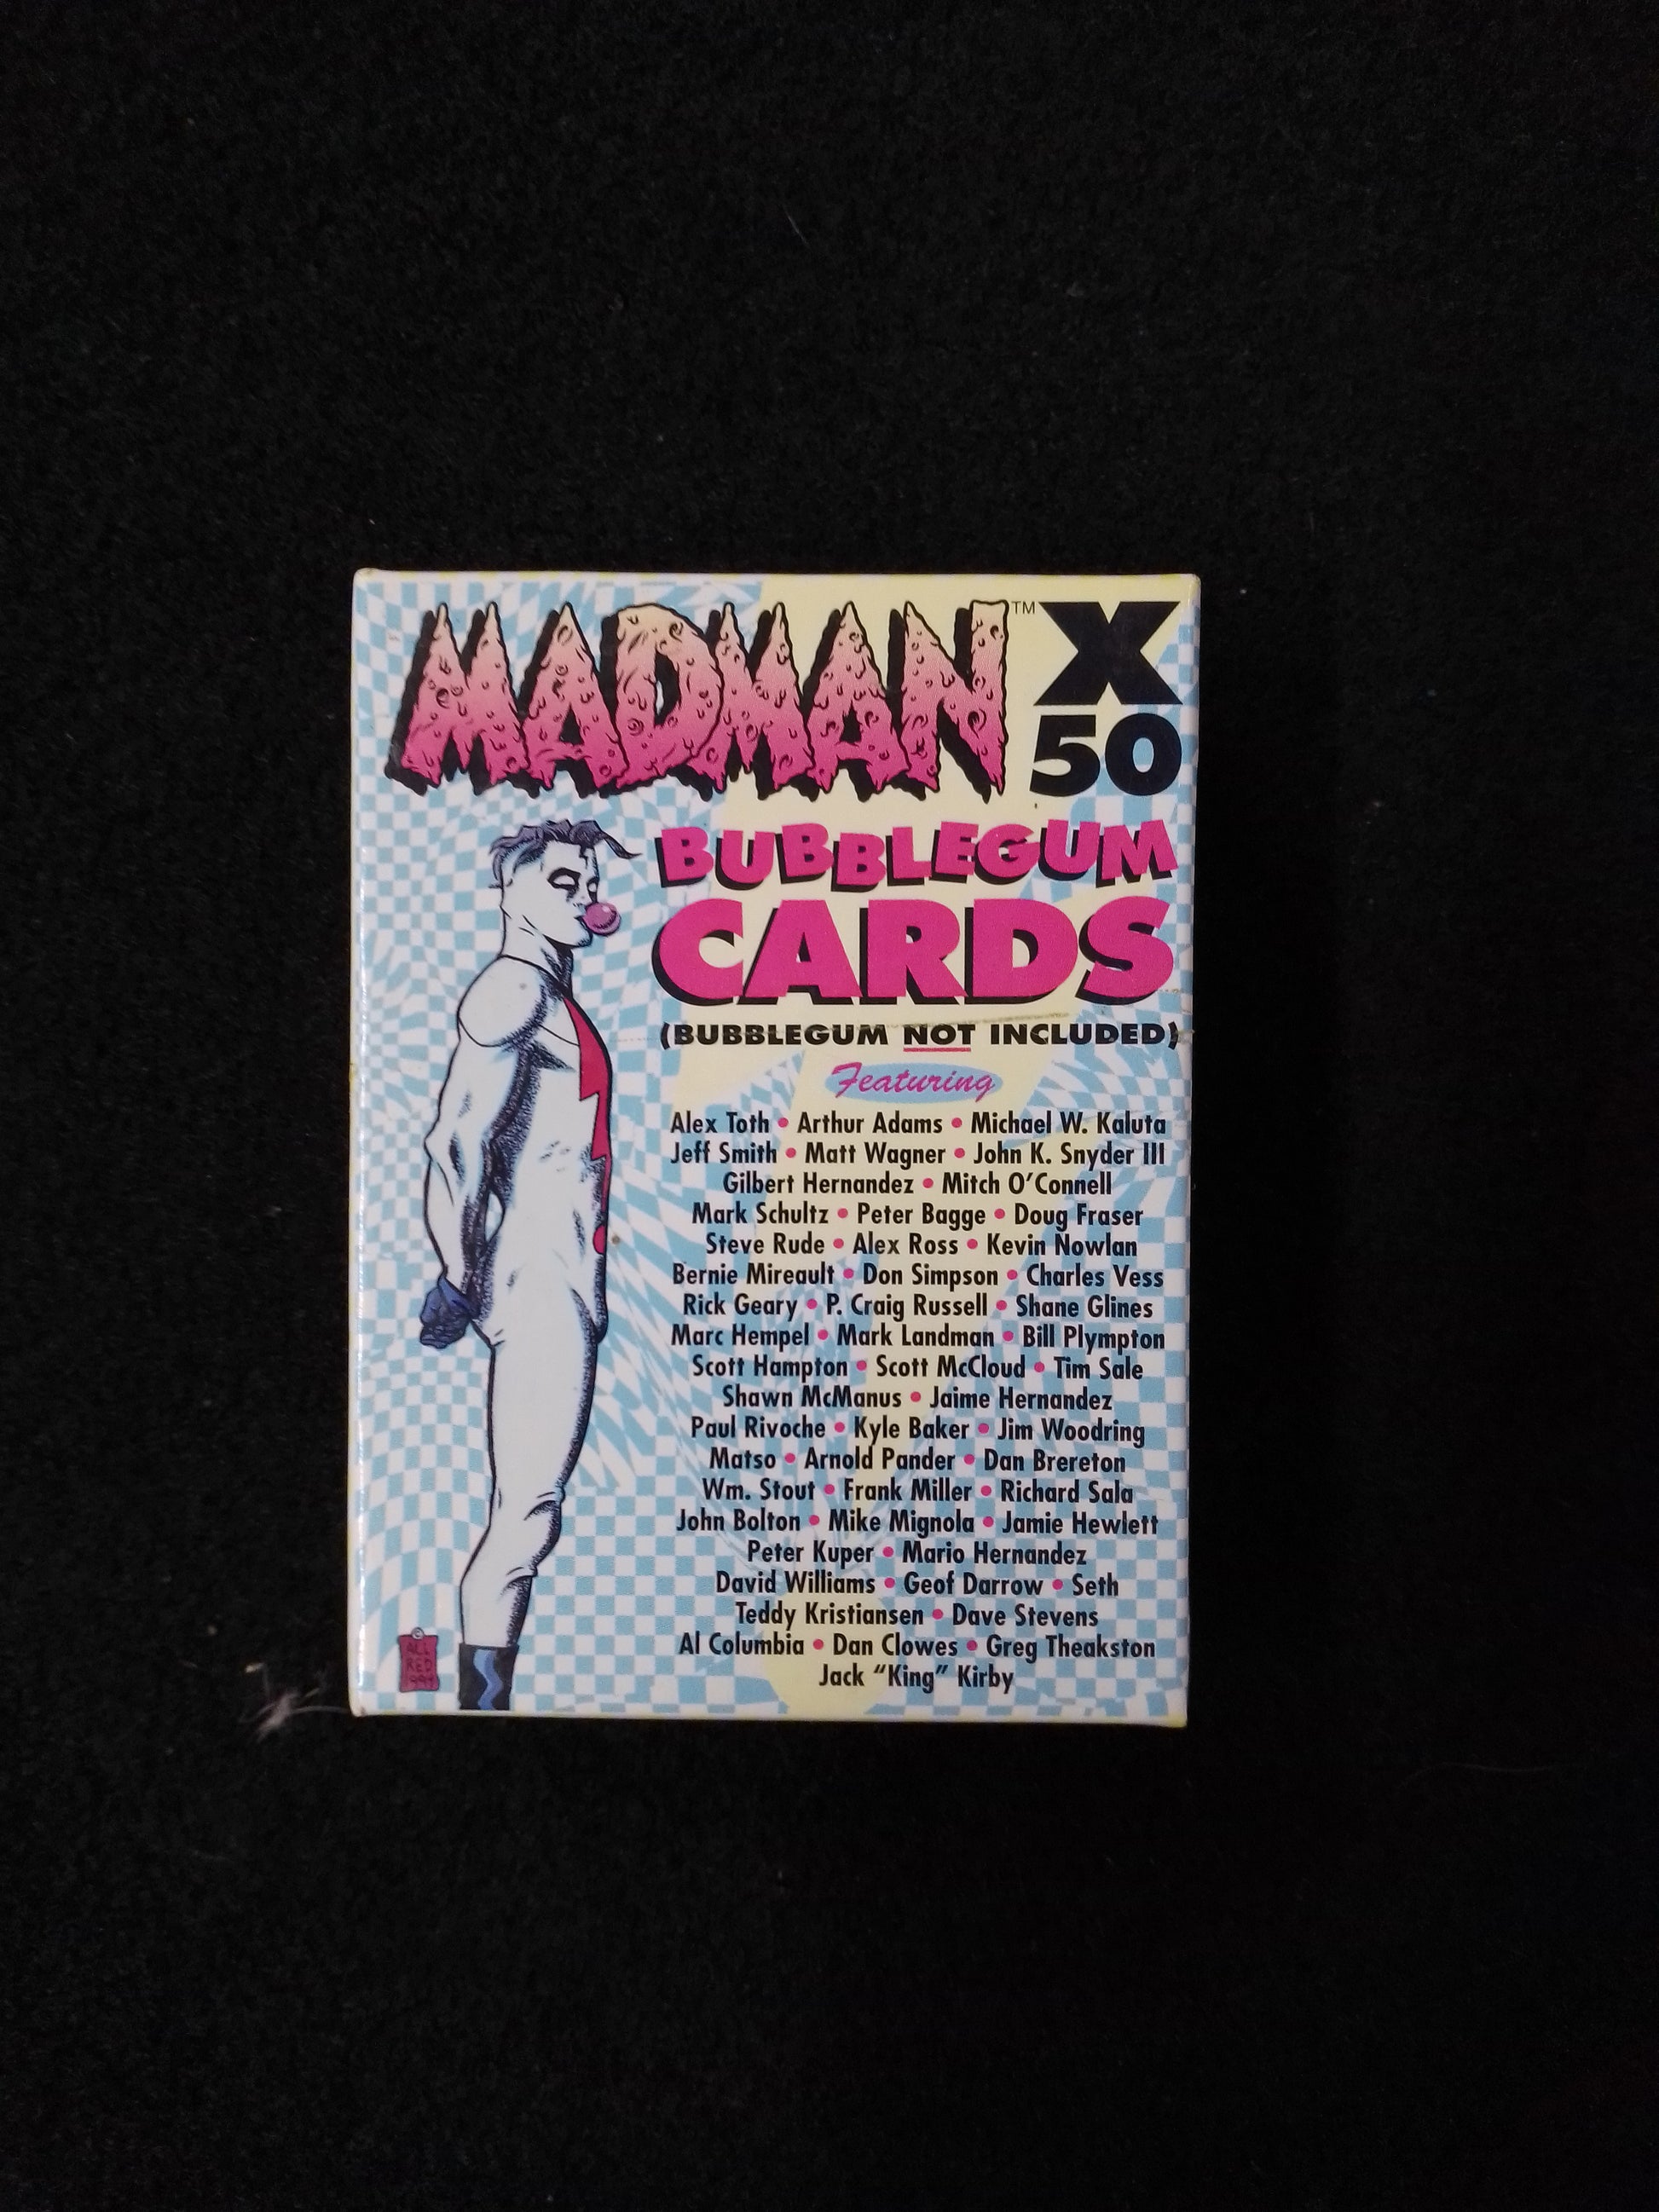 MADMAN™ X
50
BUBBLEGUM
CARDS
(BUBBLEGUM NOT INCLUDED)
Featuring
Alex Toth • Arthur Adams • Michael W. Kaluta
Jeff Smith • Matt Wagner • John K. Snyder III
Gilbert Hernandez • Mitch O'Connell
Mark Schultz • Peter Bagge • Doug Fraser
Steve Rude • Alex Ross • Kevin Nowlan
Bernie Mireault • Don Simpson • Charles Vess
Rick Geary • P. Craig Russell • Shane Glines
Marc Hempel • Mark Landman • Bill Plympton
Scott Hampton • Scott McCloud • Tim Sale
Shawn McManus • Jaime Hernandez
Paul Rivoche • Kyle Baker • Jim Woodring
Matso • Arnold Pander • Dan Brereton
Wm. Stout • Frank Miller • Richard Sala
John Bolton • Mike Mignola • Jamie Hewlett
Peter Kuper • Mario Hernandez
David Williams • Geof Darrow • Seth
Teddy Kristiansen • Dave Stevens
Al Columbia • Dan Clowes • Greg Theakston
Jack "King" Kirby
©
ALL
RED